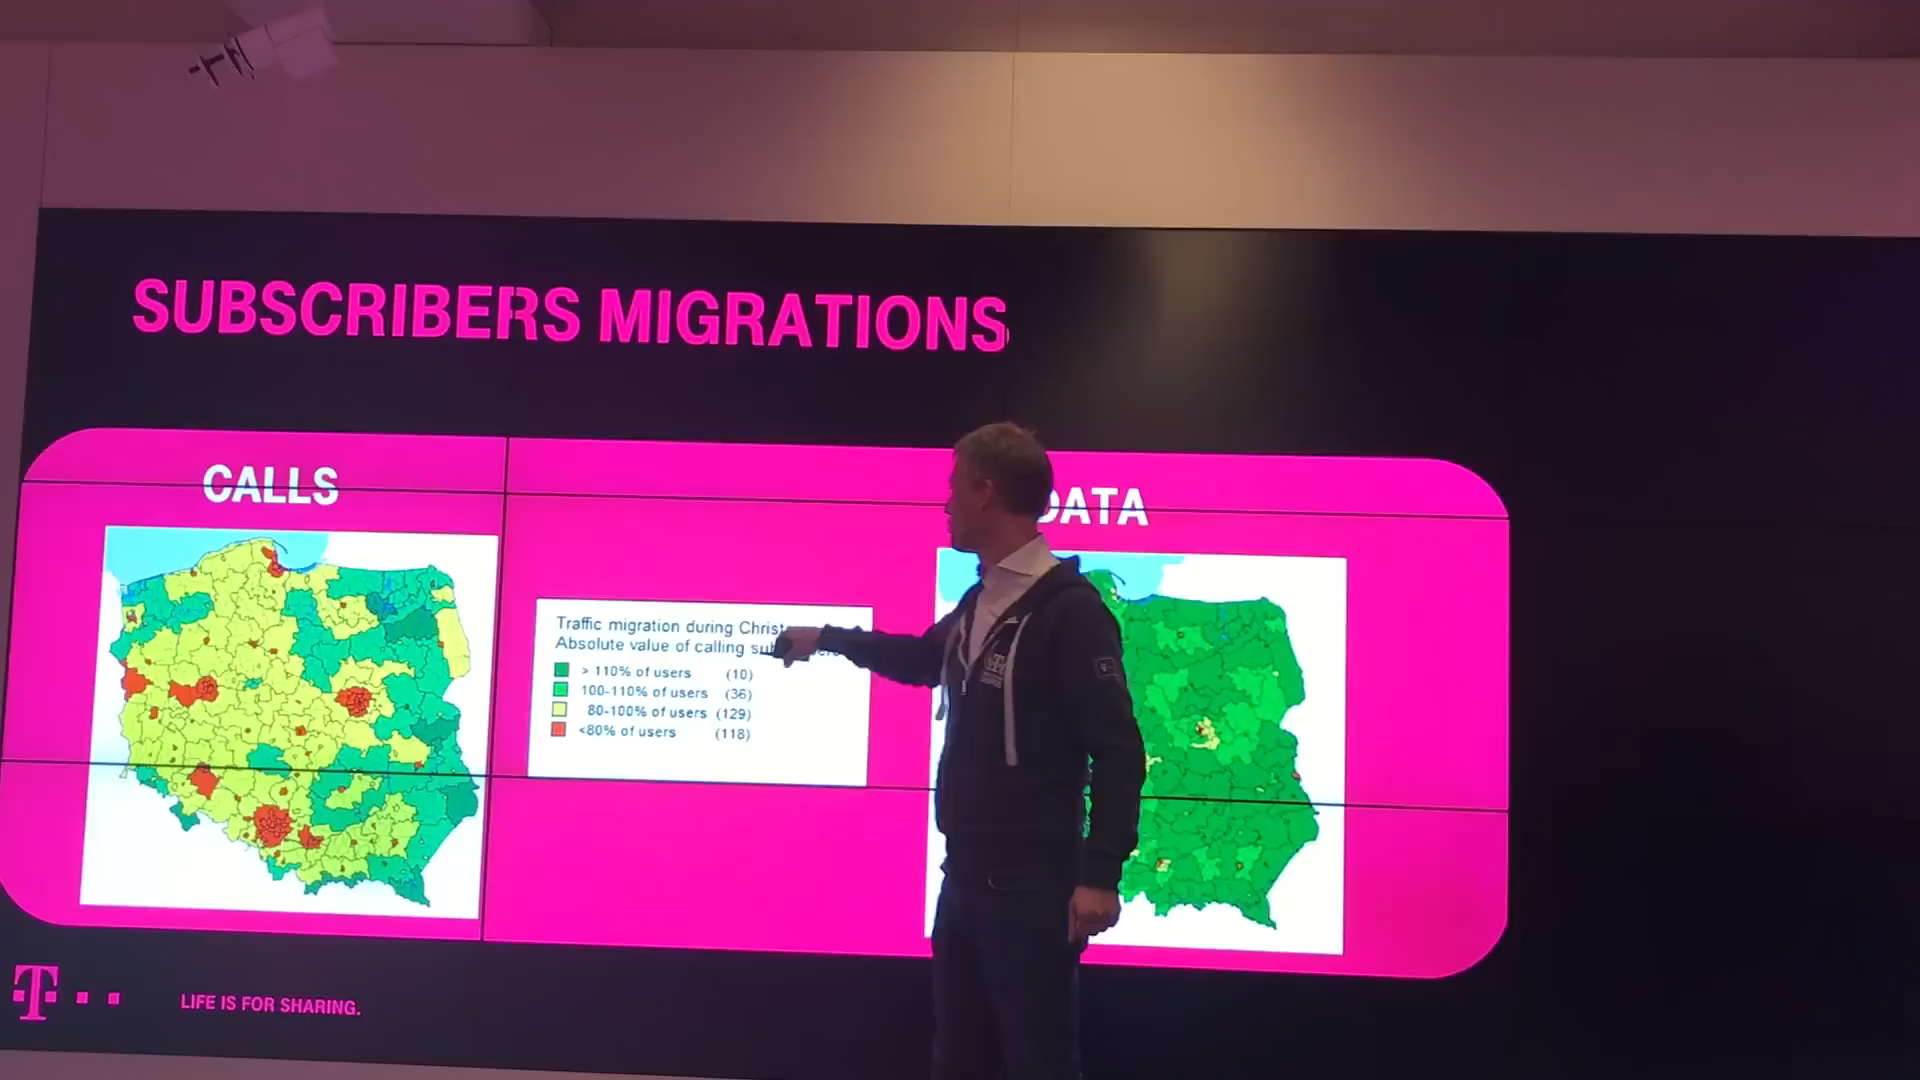 SUBSCRIBERS MIGRATIONS
CALLS
DATA
Traffic migration during Christ
Absolute value of calling sub
> 110% of users (10)
100-110% of users (36)
80-100% of users (129)
<80% of users (118)
T
LIFE IS FOR SHARING.